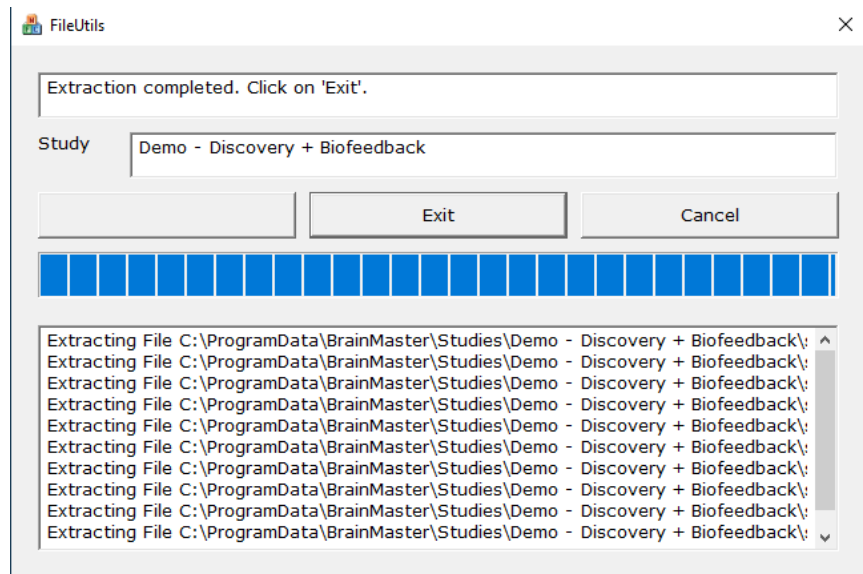 FileUtils
Extraction completed. Click on 'Exit'.
Study
Demo - Discovery + Biofeedback
Exit
Cancel
Extracting File C:\ProgramData\BrainMaster\Studies\Demo - Discovery + Biofeedback\
Extracting File C:\ProgramData\BrainMaster\Studies\Demo - Discovery + Biofeedback\
Extracting File C:\ProgramData\BrainMaster\Studies\Demo - Discovery + Biofeedback\
Extracting File C:\ProgramData\BrainMaster\Studies\Demo - Discovery + Biofeedback\
Extracting File C:\ProgramData\BrainMaster\Studies\Demo - Discovery + Biofeedback\
Extracting File C:\ProgramData\BrainMaster\Studies\Demo - Discovery + Biofeedback\
Extracting File C:\ProgramData\BrainMaster\Studies\Demo - Discovery + Biofeedback\
Extracting File C:\ProgramData\BrainMaster\Studies\Demo - Discovery + Biofeedback\
Extracting File C:\ProgramData\BrainMaster\Studies\Demo - Discovery + Biofeedback\
Extracting File C:\ProgramData\BrainMaster\Studies\Demo - Discovery + Biofeedback\